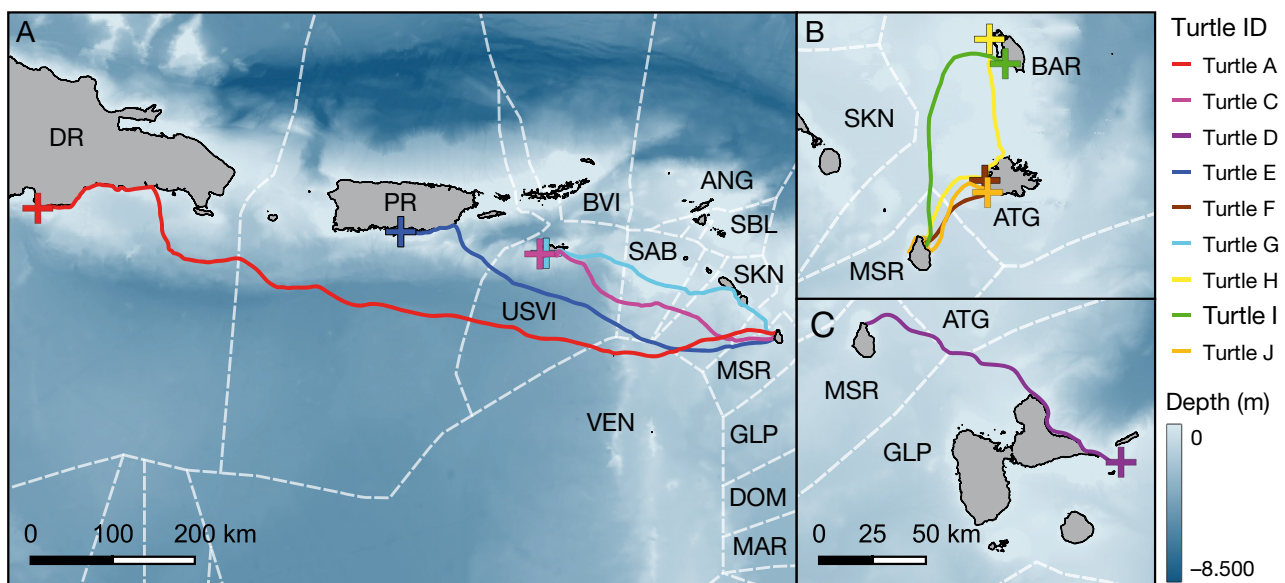 A
DR
PR
BVI
ANG
SBL
SAB
SKN
USVI
MSR
VEN
GLP
DOM
MAR
0 100 200 km
B
BAR
SKN
ATG
MSR
C
ATG
MSR
GLP
0 25 50 km
Turtle ID
Turtle A
Turtle C
Turtle D
Turtle E
Turtle F
Turtle G
Turtle H
Turtle I
Turtle J
Depth (m)
0
−8.500